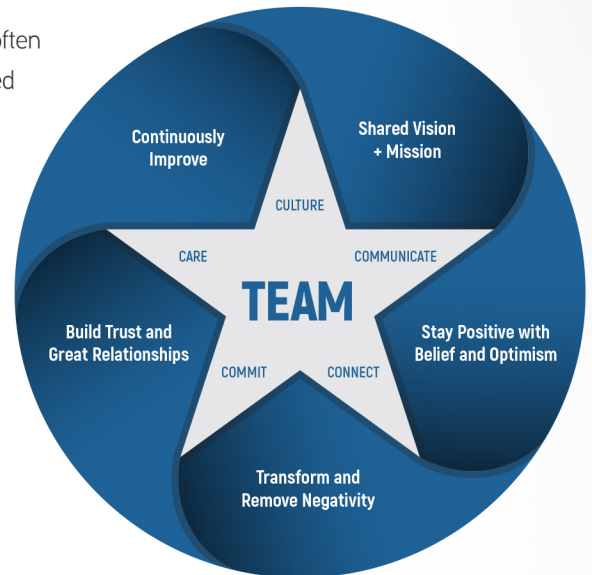 often
Continuously
Improve
Shared Vision
+ Mission
CULTURE
CARE
COMMUNICATE
TEAM
Build Trust and
Great Relationships
Stay Positive with
Belief and Optimism
COMMIT
CONNECT
Transform and
Remove Negativity